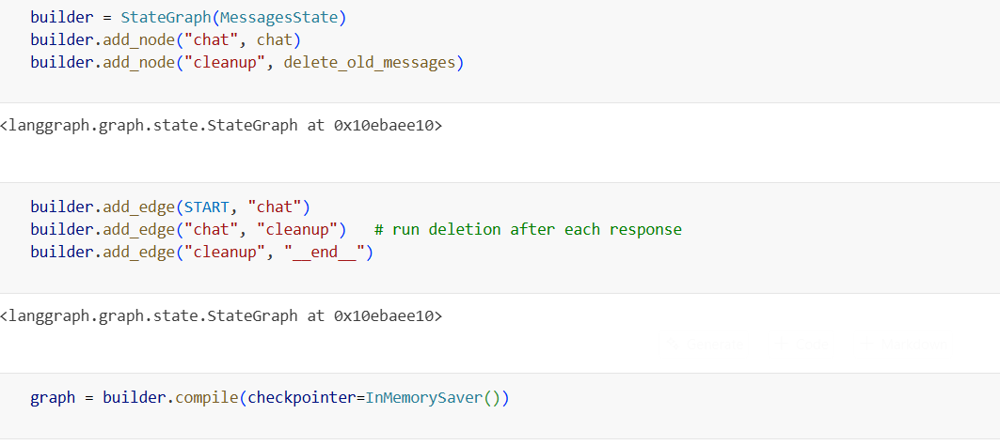 builder = StateGraph(MessagesState)
builder.add_node("chat", chat)
builder.add_node("cleanup", delete_old_messages)
<langgraph.graph.state.StateGraph at 0x10ebaee10>
builder.add_edge(START, "chat")
builder.add_edge("chat", "cleanup")   # run deletion after each response
builder.add_edge("cleanup", "__end__")
<langgraph.graph.state.StateGraph at 0x10ebaee10>
graph = builder.compile(checkpointer=InMemorySaver())